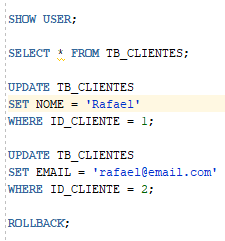 SHOW USER;
SELECT * FROM TB_CLIENTES;
UPDATE TB_CLIENTES
SET NOME = 'Rafael'
WHERE ID_CLIENTE = 1;
UPDATE TB_CLIENTES
SET EMAIL = 'rafael@email.com'
WHERE ID_CLIENTE = 2;
ROLLBACK;